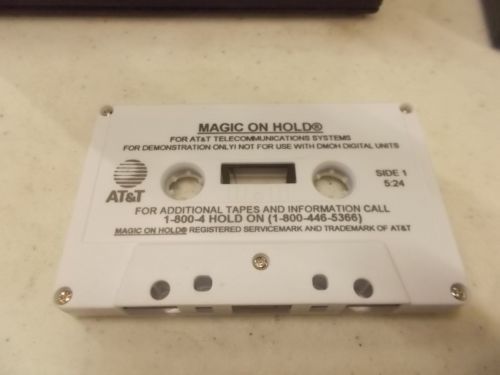 MAGIC ON HOLD®
FOR AT&T TELECOMMUNICATIONS SYSTEMS
FOR DEMONSTRATION ONLY! NOT FOR USE WITH DMOH DIGITAL UNITS
SIDE 1
5:24
AT&T
FOR ADDITIONAL TAPES AND INFORMATION CALL
1-800-4 HOLD ON (1-800-446-5366)
MAGIC ON HOLD® REGISTERED SERVICEMARK AND TRADEMARK OF AT&T